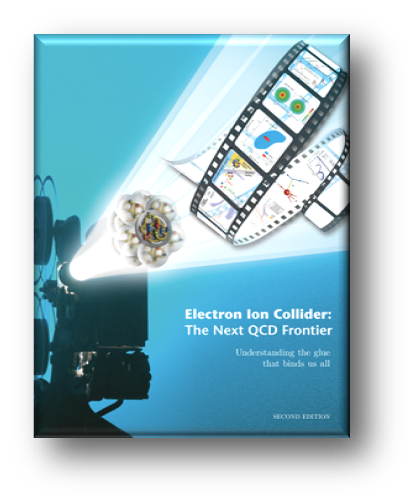 Electron Ion Collider:
The Next QCD Frontier
Understanding the glue
that binds us all
SECOND EDITION